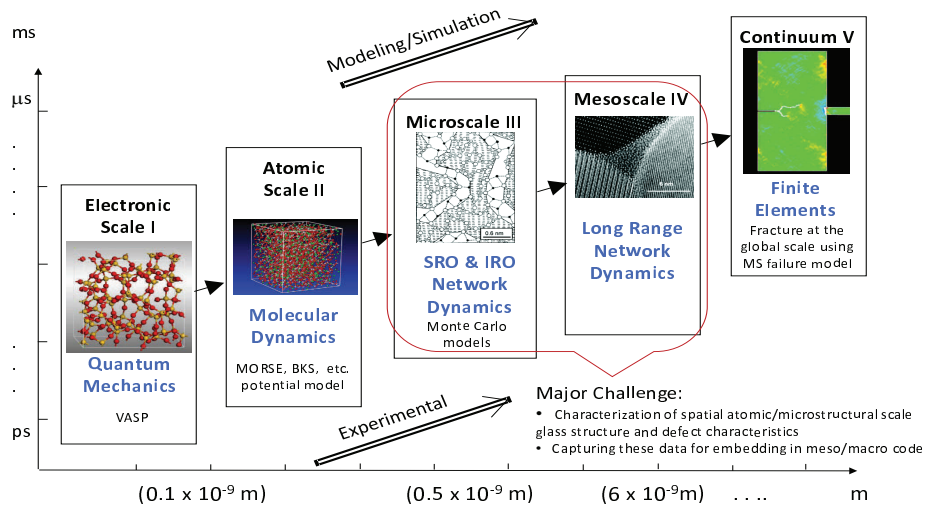 ms
μs
ps
Modeling/Simulation
Electronic
Scale I
Quantum
Mechanics
VASP
Atomic
Scale II
Molecular
Dynamics
MORSE, BKS, etc.
potential model
Microscale III
0.6 nm
SRO & IRO
Network
Dynamics
Monte Carlo
models
Mesoscale IV
Long Range
Network
Dynamics
Continuum V
Finite
Elements
Fracture at the
global scale using
MS failure model
Experimental
Major Challenge:
• Characterization of spatial atomic/microstructural scale
glass structure and defect characteristics
• Capturing these data for embedding in meso/macro code
(0.1 x 10⁻⁹ m)
(0.5 x 10⁻⁹ m)
(6 x 10⁻⁹m)
. . ..
m